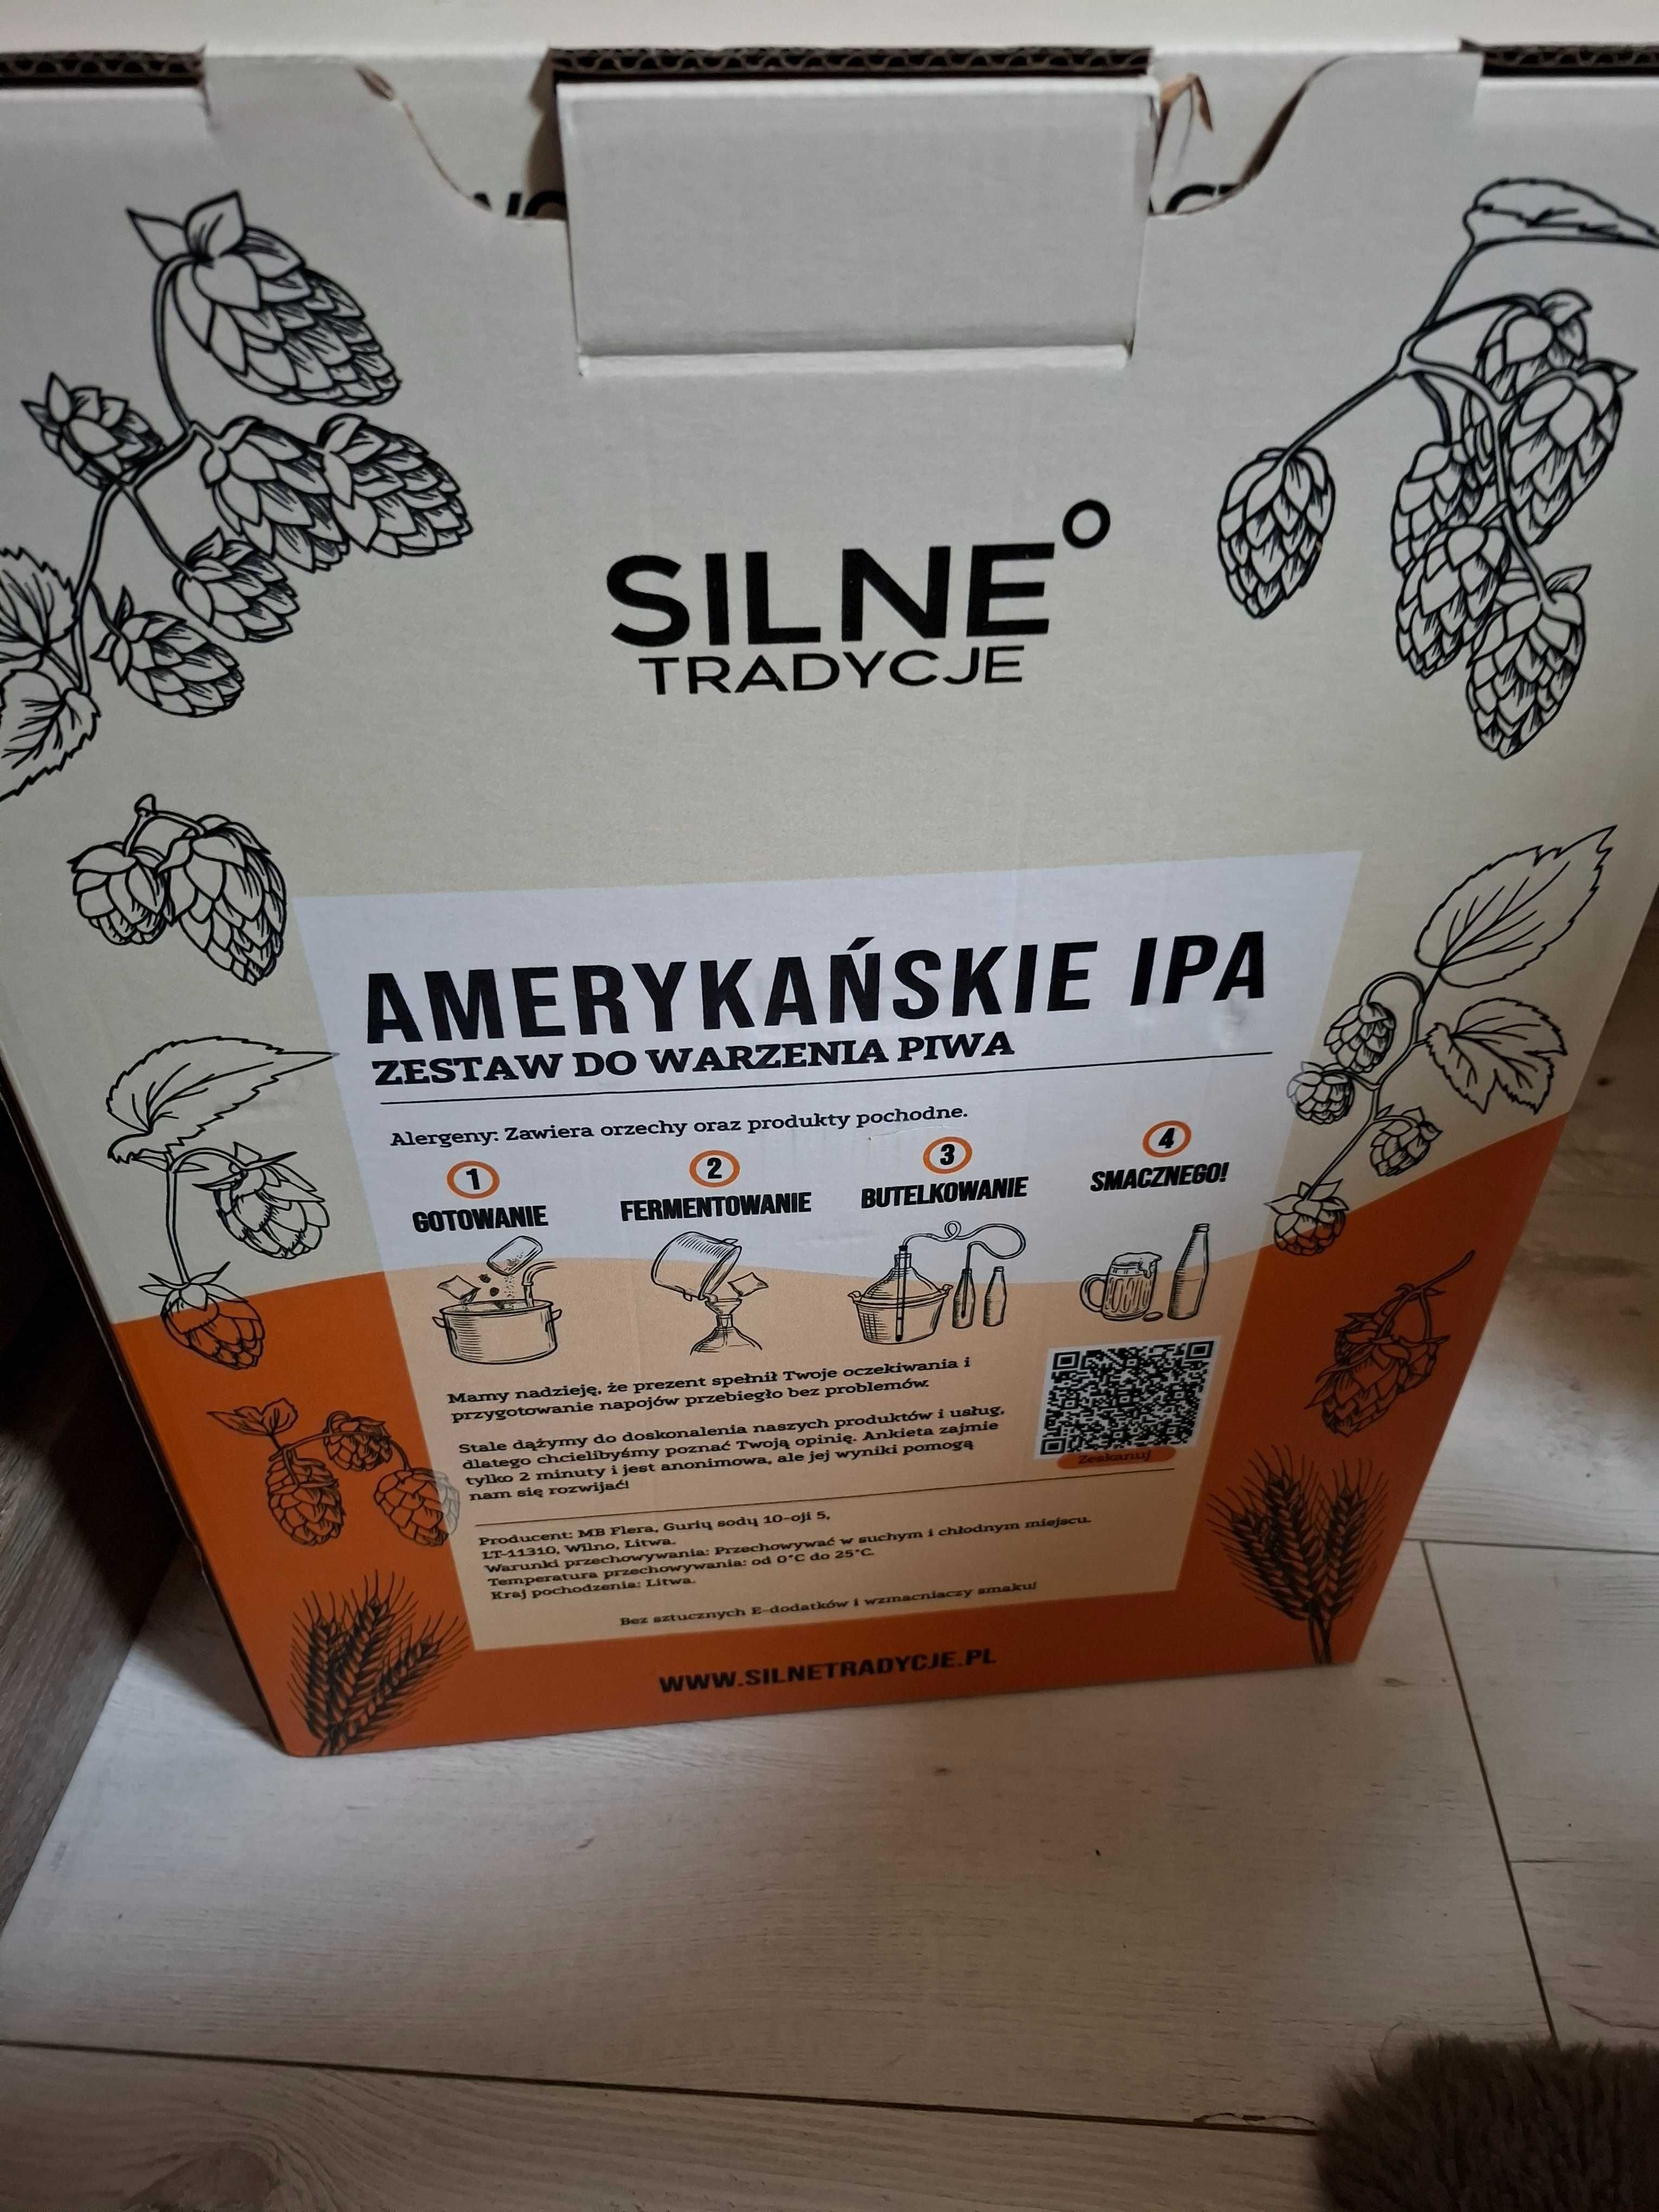 SILNE°
TRADYCJE
AMERYKAŃSKIE IPA
ZESTAW DO WARZENIA PIWA
Alergeny: Zawiera orzechy oraz produkty pochodne.
1
GOTOWANIE
2
FERMENTOWANIE
3
BUTELKOWANIE
4
SMACZNEGO!
Mamy nadzieję, że prezent spełnił Twoje oczekiwania i
przygotowanie napojów przebiegło bez problemów.
Stale dążymy do doskonalenia naszych produktów i usług,
dlatego chcielibyśmy poznać Twoją opinię. Ankieta zajmie
tylko 2 minuty i jest anonimowa, ale jej wyniki pomogą
nam się rozwijać!
Zeskanuj
Producent: MB Flera, Gurių sodų 10-oji 5,
LT-11310, Wilno, Litwa.
Warunki przechowywania: Przechowywać w suchym i chłodnym miejscu.
Temperatura przechowywania: od 0°C do 25°C.
Kraj pochodzenia: Litwa.
Bez sztucznych E-dodatków i wzmacniaczy smaku!
WWW.SILNETRADYCJE.PL